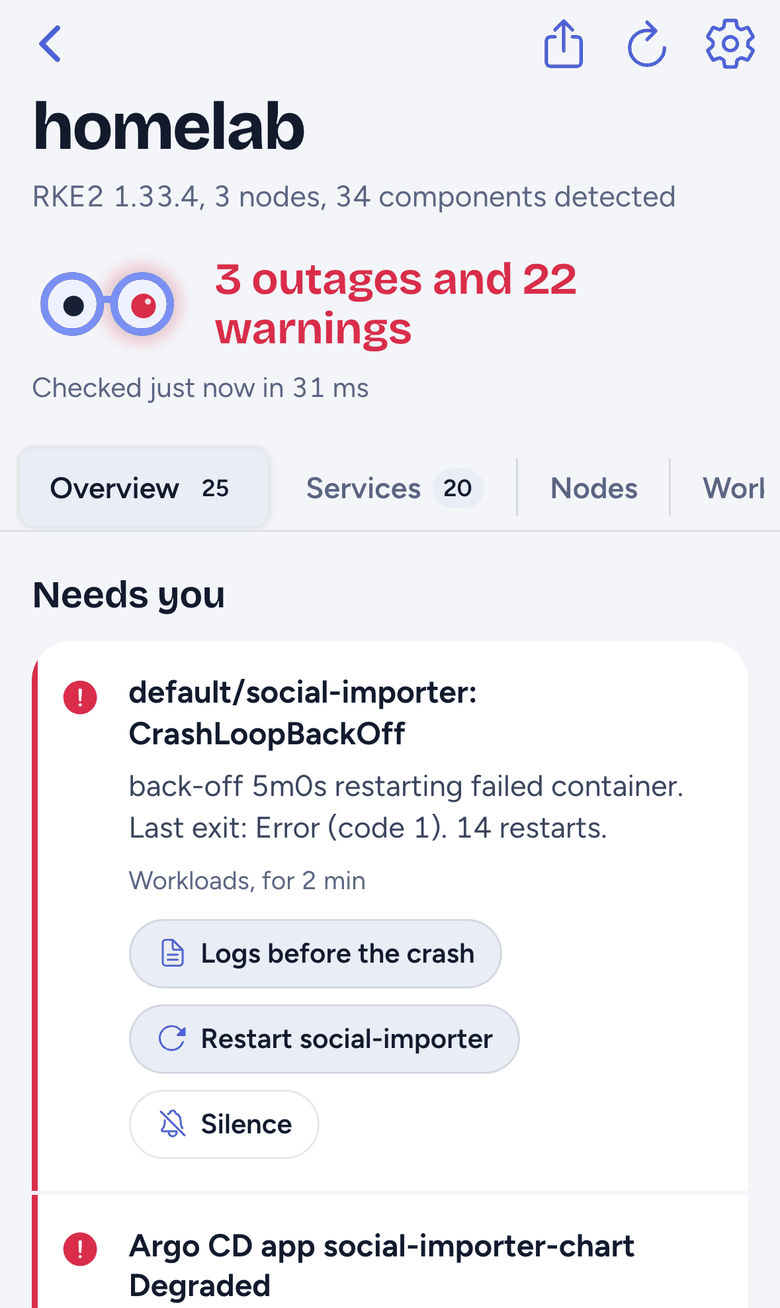 homelab
RKE2 1.33.4, 3 nodes, 34 components detected
3 outages and 22
warnings
Checked just now in 31 ms
Overview 25 Services 20 Nodes
Needs you
default/social-importer:
CrashLoopBackOff
back-off 5m0s restarting failed container.
Last exit: Error (code 1). 14 restarts.
Workloads, for 2 min
Logs before the crash
Restart social-importer
Silence
Argo CD app social-importer-chart
Degraded